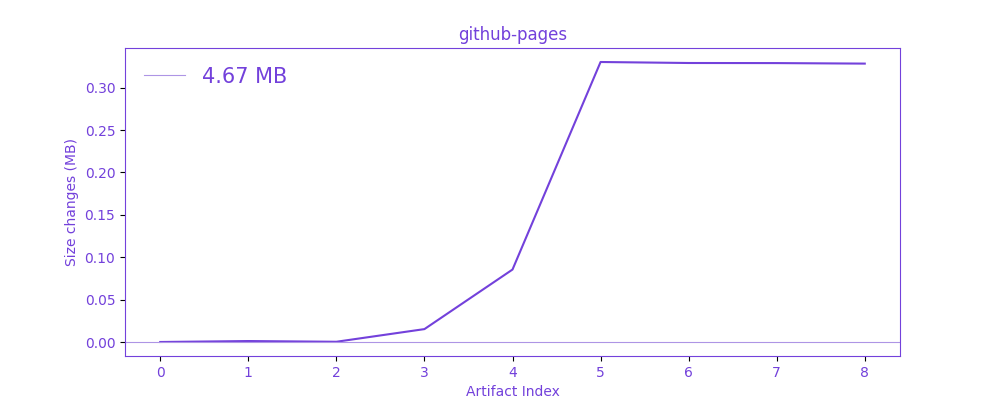 github-pages
4.67 MB
Size changes (MB)
0.30
0.25
0.20
0.15
0.10
0.05
0.00
0 1 2 3 4 5 6 7 8
Artifact Index